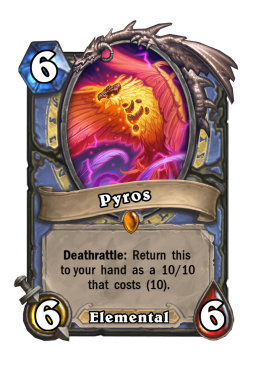 6
Pyros
Deathrattle: Return this
to your hand as a 10/10
that costs (10).
6 Elemental 6